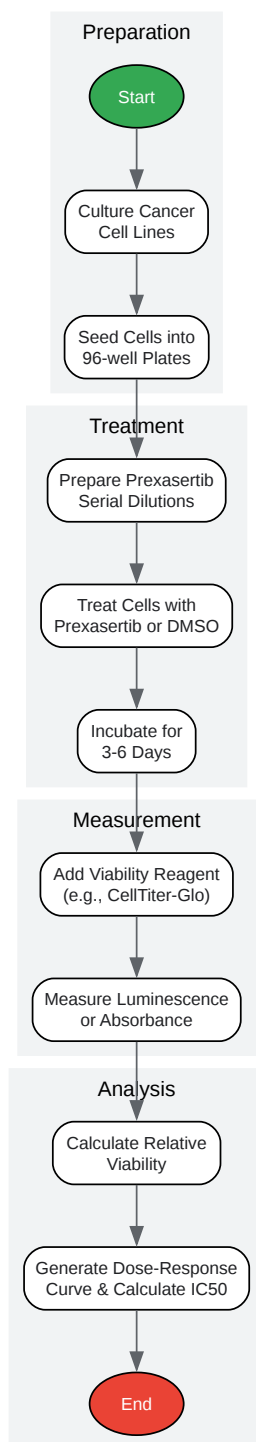 Preparation
Start
Culture Cancer
Cell Lines
Seed Cells into
96-well Plates
Treatment
Prepare Prexasertib
Serial Dilutions
Treat Cells with
Prexasertib or DMSO
Incubate for
3-6 Days
Measurement
Add Viability Reagent
(e.g., CellTiter-Glo)
Measure Luminescence
or Absorbance
Analysis
Calculate Relative
Viability
Generate Dose-Response
Curve & Calculate IC50
End